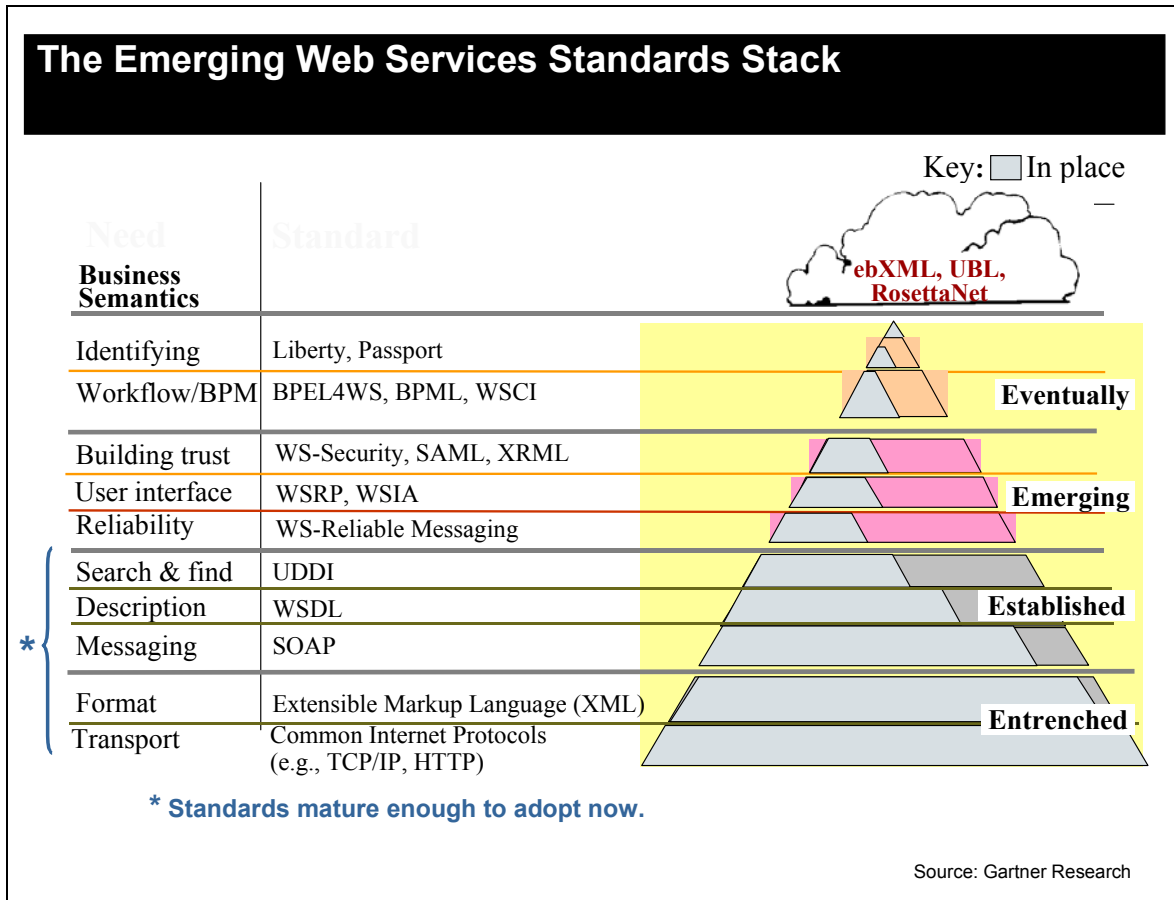 The Emerging Web Services Standards Stack
Key: In place
Need Standard
Business
Semantics
ebXML, UBL,
RosettaNet
Identifying Liberty, Passport
Workflow/BPM BPEL4WS, BPML, WSCI
Eventually
Building trust WS-Security, SAML, XRML
User interface WSRP, WSIA
Emerging
Reliability WS-Reliable Messaging
Search & find UDDI
Description WSDL
Established
* Messaging SOAP
Format Extensible Markup Language (XML)
Entrenched
Transport Common Internet Protocols
(e.g., TCP/IP, HTTP)
* Standards mature enough to adopt now.
Source: Gartner Research